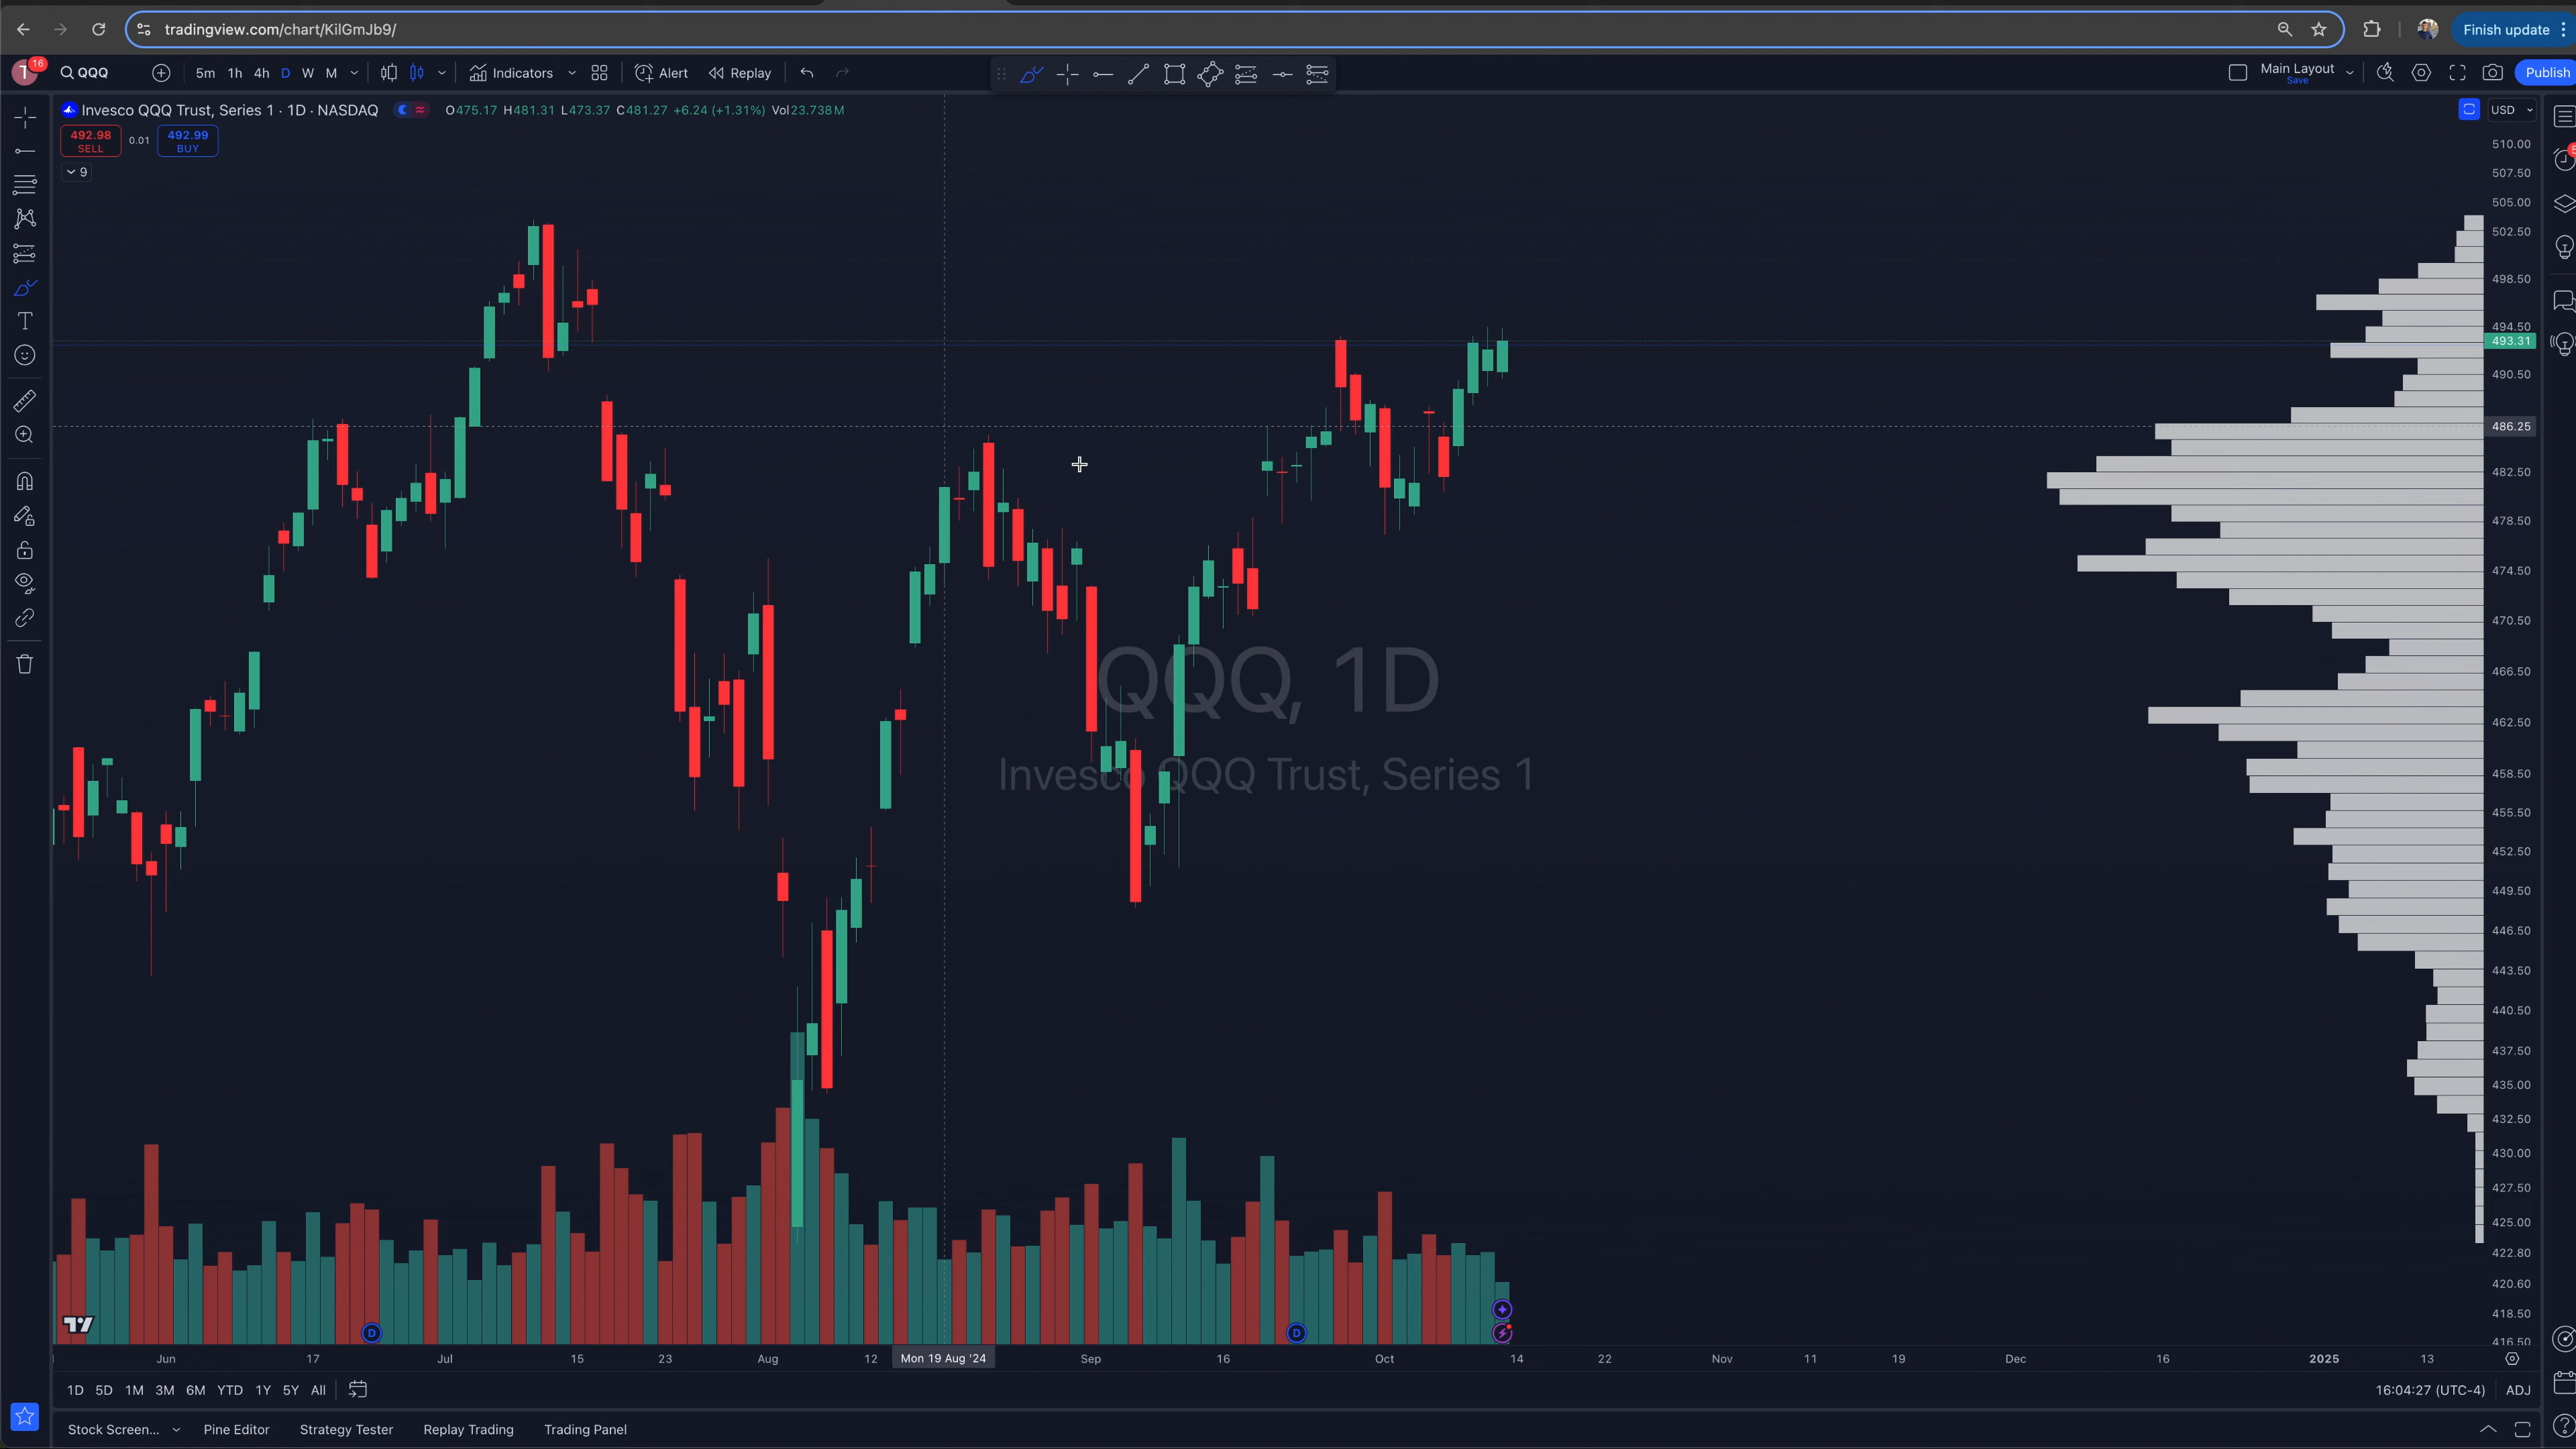 tradingview.com/chart/KilGmJb9/
Finish update
T 16 QQQ 5m 1h 4h D W M Indicators Alert Replay Main Layout Save Publish
Invesco QQQ Trust, Series 1 · 1D · NASDAQ O475.17 H481.31 L473.37 C481.27 +6.24 (+1.31%) Vol23.738M
USD
492.98 SELL 0.01 492.99 BUY
9
510.00
507.50
505.00
502.50
498.50
494.50
493.31
490.50
486.25
482.50
478.50
474.50
470.50
466.50
462.50
458.50
455.50
452.50
449.50
446.50
443.50
440.50
437.50
435.00
432.50
430.00
427.50
425.00
422.80
420.60
418.50
416.50
QQQ, 1D
Invesco QQQ Trust, Series 1
D D
Jun 17 Jul 15 23 Aug 12 Mon 19 Aug '24 Sep 16 Oct 14 22 Nov 11 19 Dec 16 2025 13
1D 5D 1M 3M 6M YTD 1Y 5Y All 16:04:27 (UTC-4) ADJ
Stock Screen... Pine Editor Strategy Tester Replay Trading Trading Panel